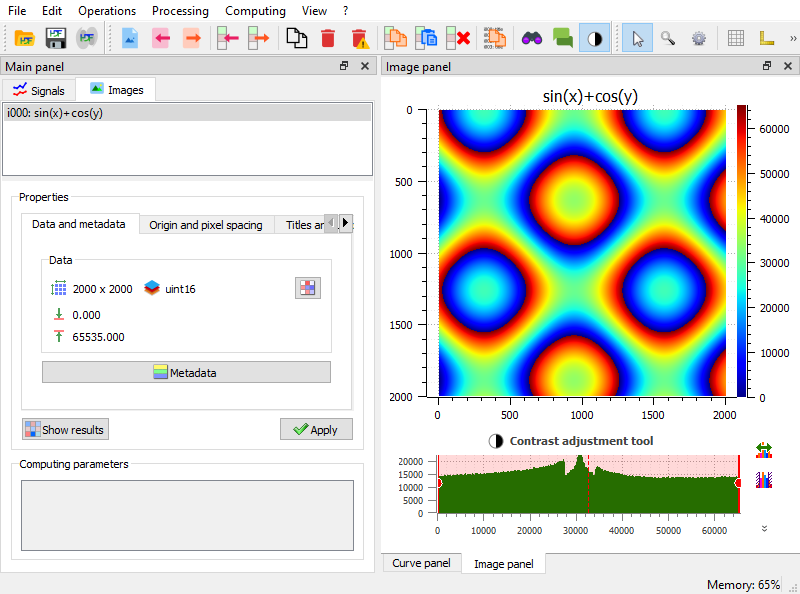 File Edit Operations Processing Computing View ?
Main panel
Signals Images
i000: sin(x)+cos(y)
Properties
Data and metadata Origin and pixel spacing Titles ar
Data
2000 x 2000 uint16
0.000
65535.000
Metadata
Show results Apply
Computing parameters
Image panel
sin(x)+cos(y)
0
500
1000
1500
2000
0 500 1000 1500 2000
60000
50000
40000
30000
20000
10000
0
Contrast adjustment tool
20000
15000
10000
5000
0
0 10000 20000 30000 40000 50000 60000
Curve panel Image panel
Memory: 65%